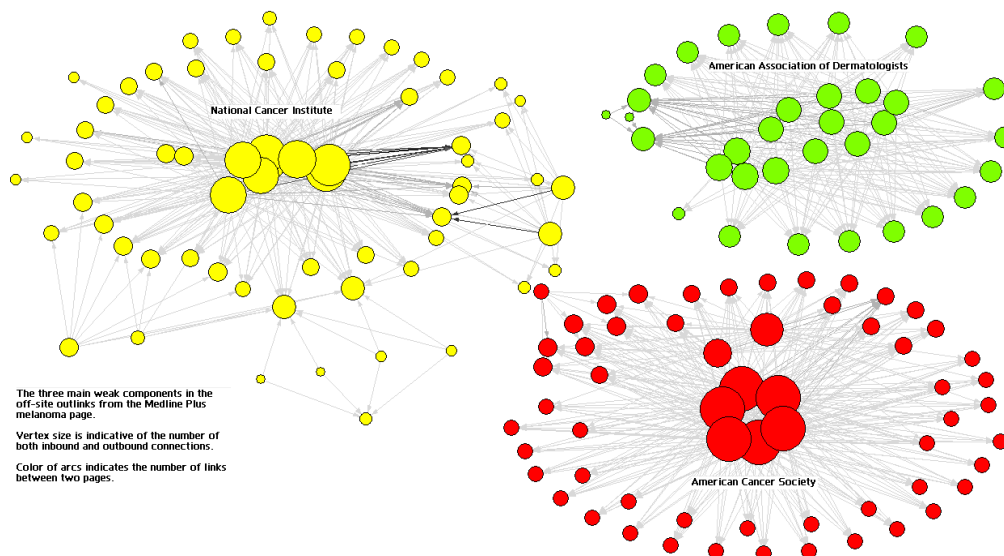 American Association of Dermatologists
National Cancer Institute
The three main weak components in the
off-site outlinks from the Medline Plus
melanoma page.
Vertex size is indicative of the number of
both inbound and outbound connections.
Color of arcs indicates the number of links
between two pages.
American Cancer Society